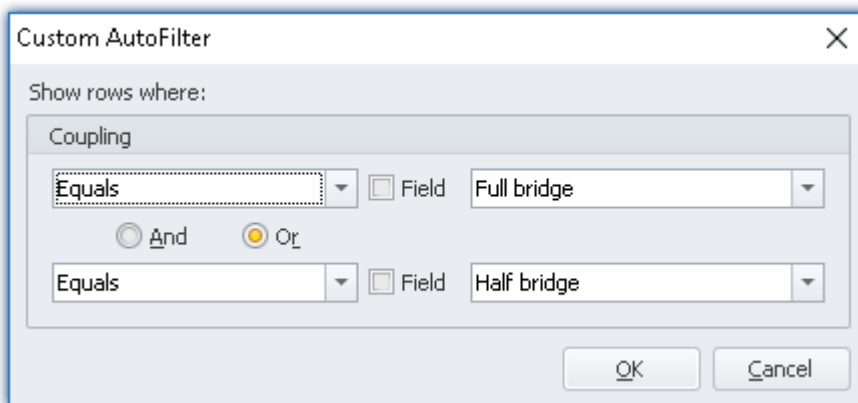 Custom AutoFilter
Show rows where:
Coupling
Equals Field Full bridge
And Or
Equals Field Half bridge
OK Cancel